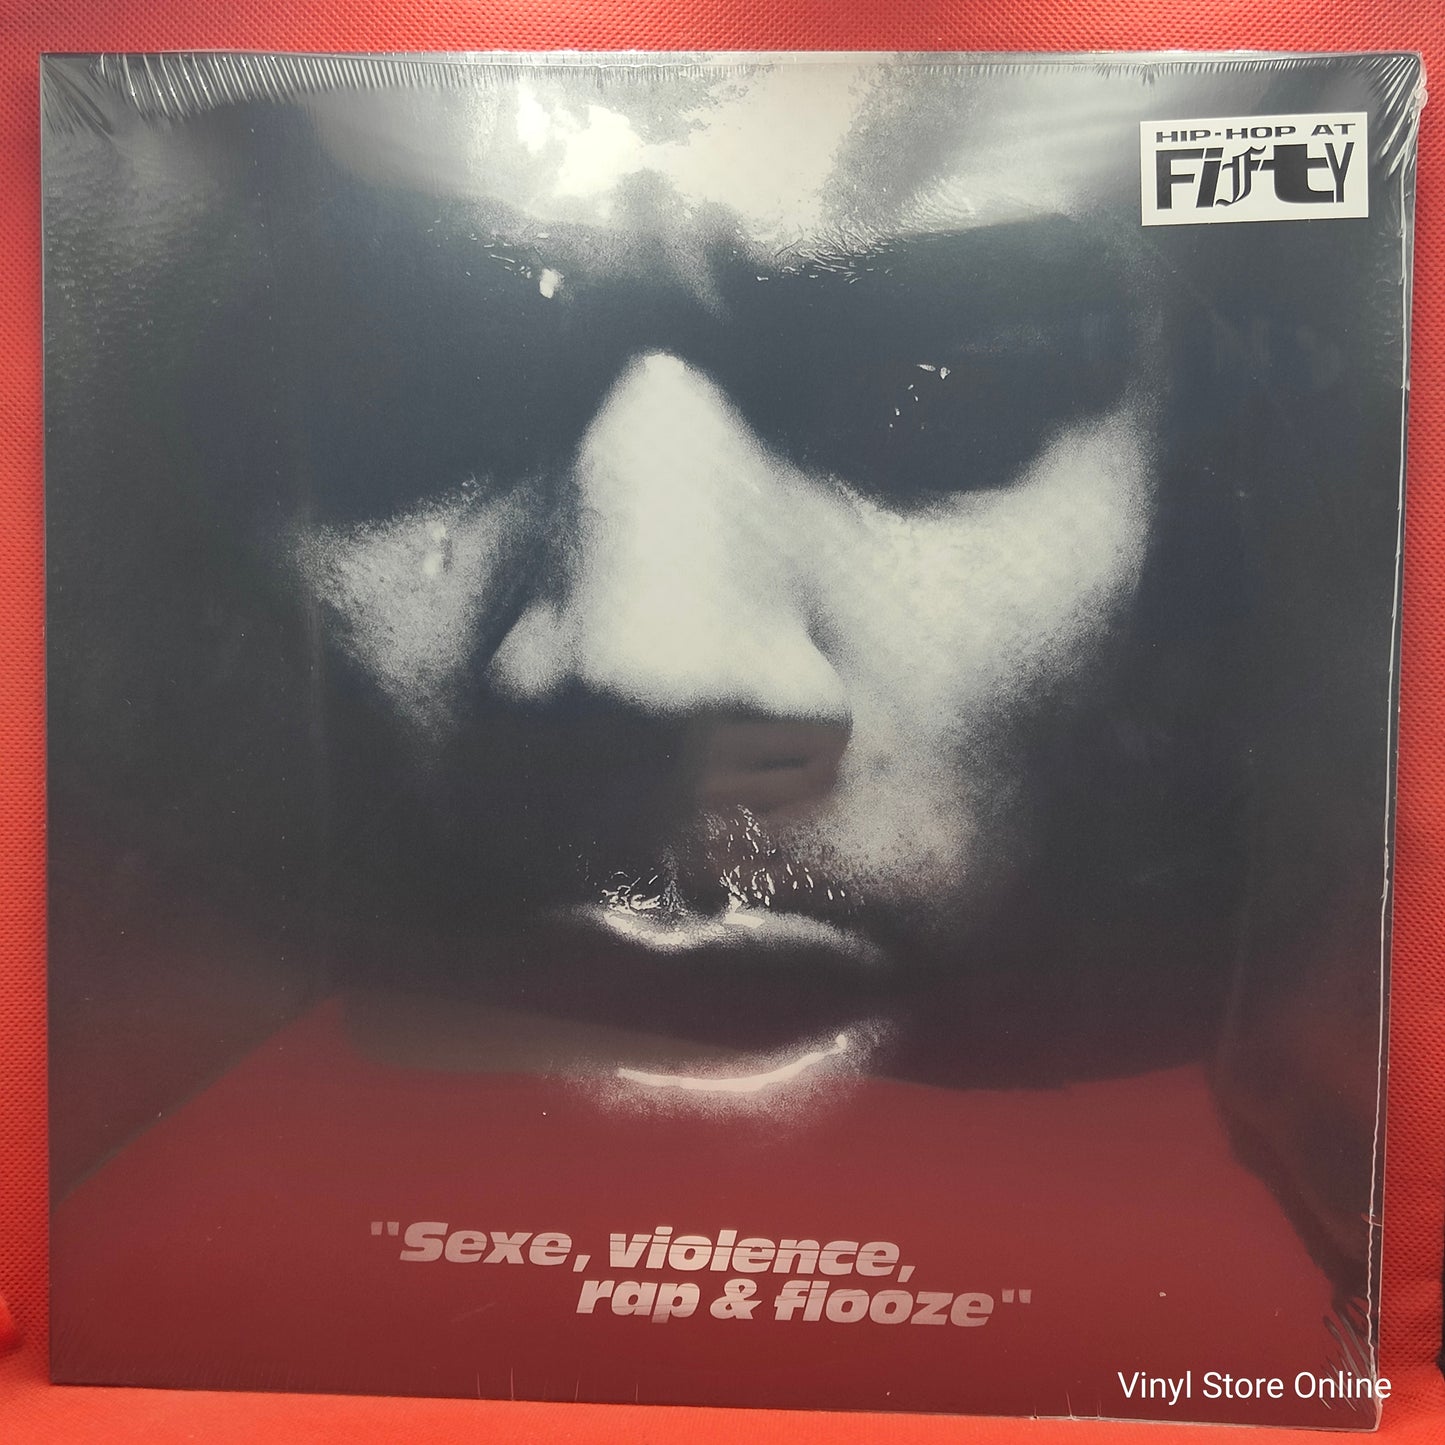 HIP-HOP AT
FiFtY
"Sexe, violence,
rap & flooze"
Vinyl Store Online